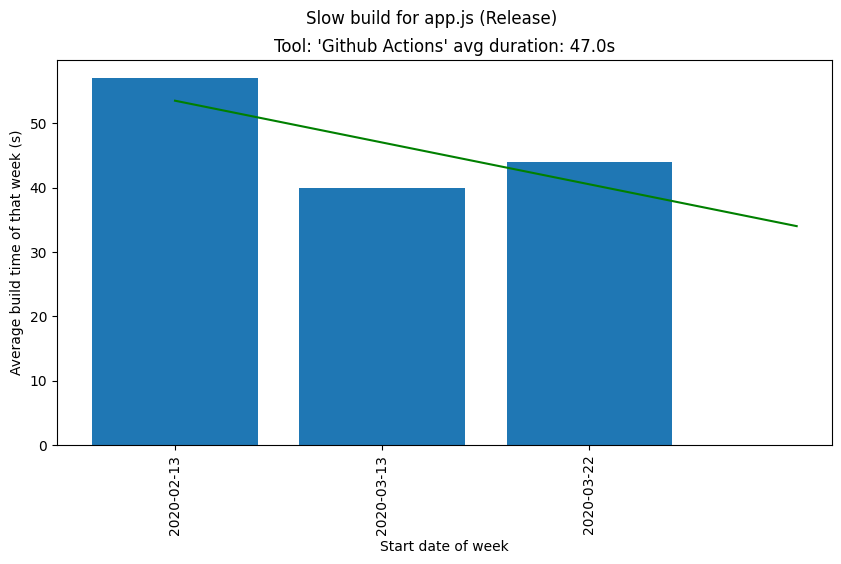 Slow build for app.js (Release)
Tool: 'Github Actions' avg duration: 47.0s
Average build time of that week (s)
50
40
30
20
10
0
2020-02-13
2020-03-13
2020-03-22
Start date of week